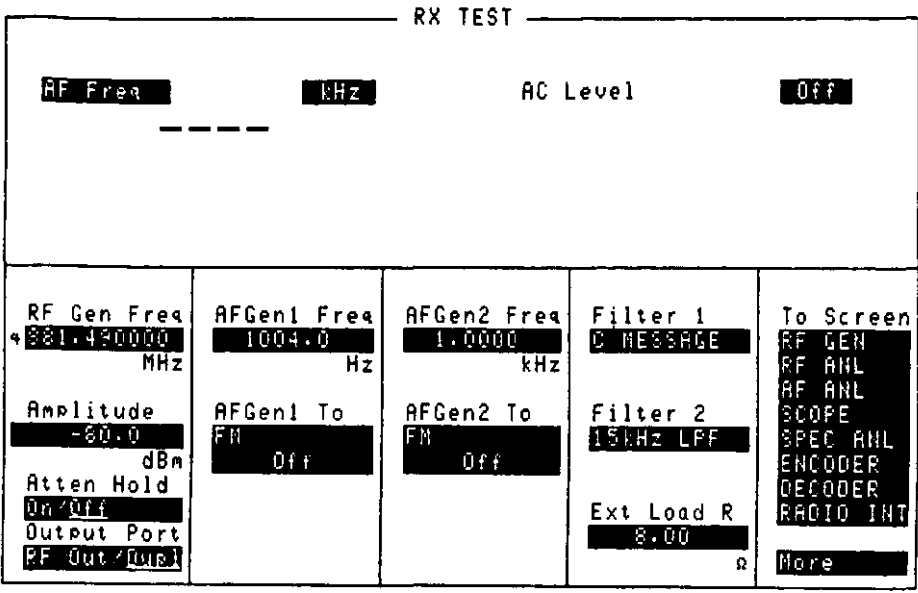 RX TEST
AF Freq kHz AC Level Off
----
RF Gen Freq
881.490000
MHz
Amplitude
-80.0
dBm
Atten Hold
On/Off
Output Port
RF Out/Dupl
AFGen1 Freq
1004.0
Hz
AFGen1 To
FM
Off
AFGen2 Freq
1.0000
kHz
AFGen2 To
FM
Off
Filter 1
C MESSAGE
Filter 2
15kHz LPF
Ext Load R
8.00
Ω
To Screen
RF GEN
RF ANL
AF ANL
SCOPE
SPEC ANL
ENCODER
DECODER
RADIO INT
More